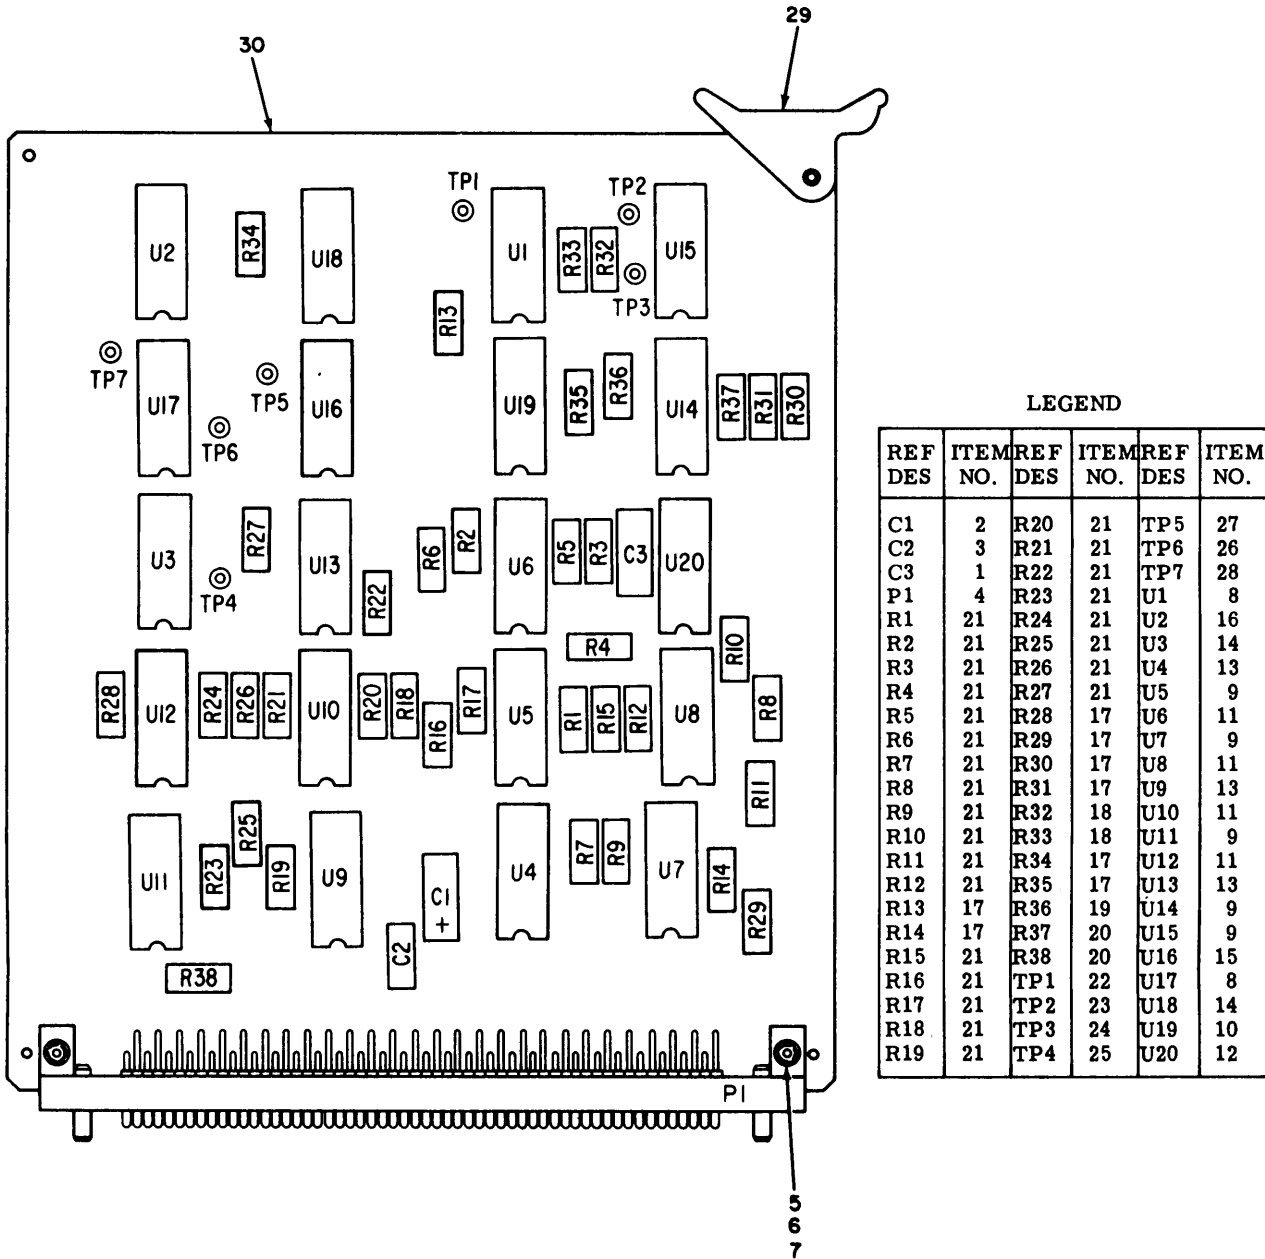 29
30
TP1
TP2
U2
R34
U18
U1
R33
R32
U15
TP3
R13
TP7
U17
TP5
U16
TP6
U19
R35
R36
U14
R37
R31
R30
U3
R27
TP4
U13
R22
R6
R2
U6
R5
R3
C3
U20
R4
R10
R28
U12
R24
R26
R21
U10
R20
R18
R16
R17
U5
R1
R15
R12
U8
R8
R11
U11
R23
R25
R19
U9
C1
+
C2
U4
R7
R9
U7
R14
R29
R38
P1
5
6
7
LEGEND
REF DES ITEM NO. REF DES ITEM NO. REF DES ITEM NO.
C1 2 R20 21 TP5 27
C2 3 R21 21 TP6 26
C3 1 R22 21 TP7 28
P1 4 R23 21 U1 8
R1 21 R24 21 U2 16
R2 21 R25 21 U3 14
R3 21 R26 21 U4 13
R4 21 R27 21 U5 9
R5 21 R28 17 U6 11
R6 21 R29 17 U7 9
R7 21 R30 17 U8 11
R8 21 R31 17 U9 13
R9 21 R32 18 U10 11
R10 21 R33 18 U11 9
R11 21 R34 17 U12 11
R12 21 R35 17 U13 13
R13 17 R36 19 U14 9
R14 17 R37 20 U15 9
R15 21 R38 20 U16 15
R16 21 TP1 22 U17 8
R17 21 TP2 23 U18 14
R18 21 TP3 24 U19 10
R19 21 TP4 25 U20 12